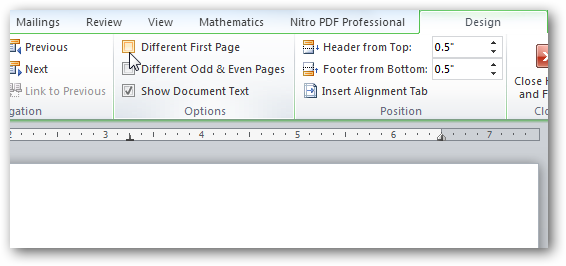 Mailings Review View Mathematics Nitro PDF Professional Design
Previous Different First Page Header from Top: 0.5"
Next Different Odd & Even Pages Footer from Bottom: 0.5" Close H
Link to Previous Show Document Text Insert Alignment Tab and F
gation Options Position Clo
2 3 4 5 6 7